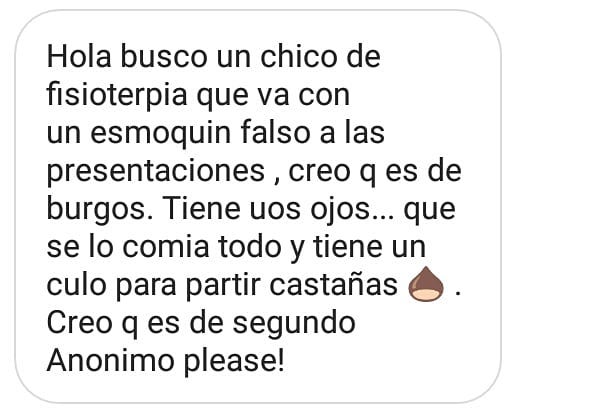 Hola busco un chico de
fisioterpia que va con
un esmoquin falso a las
presentaciones , creo q es de
burgos. Tiene uos ojos... que
se lo comia todo y tiene un
culo para partir castañas 🌰 .
Creo q es de segundo
Anonimo please!